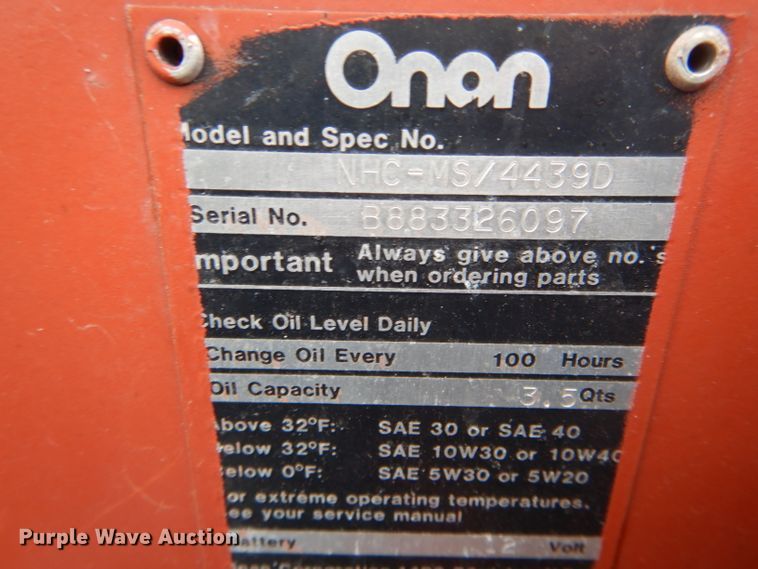 Onan
Model and Spec No.
NHC-MS/4439D
Serial No. B883326097
mportant Always give above no.'s
when ordering parts
Check Oil Level Daily
Change Oil Every 100 Hours
Oil Capacity 3.5 Qts
bove 32°F: SAE 30 or SAE 40
elow 32°F: SAE 10W30 or 10W40
elow 0°F: SAE 5W30 or 5W20
or extreme operating temperatures,
ee your service manual
attery 2 Volt
Purple Wave Auction